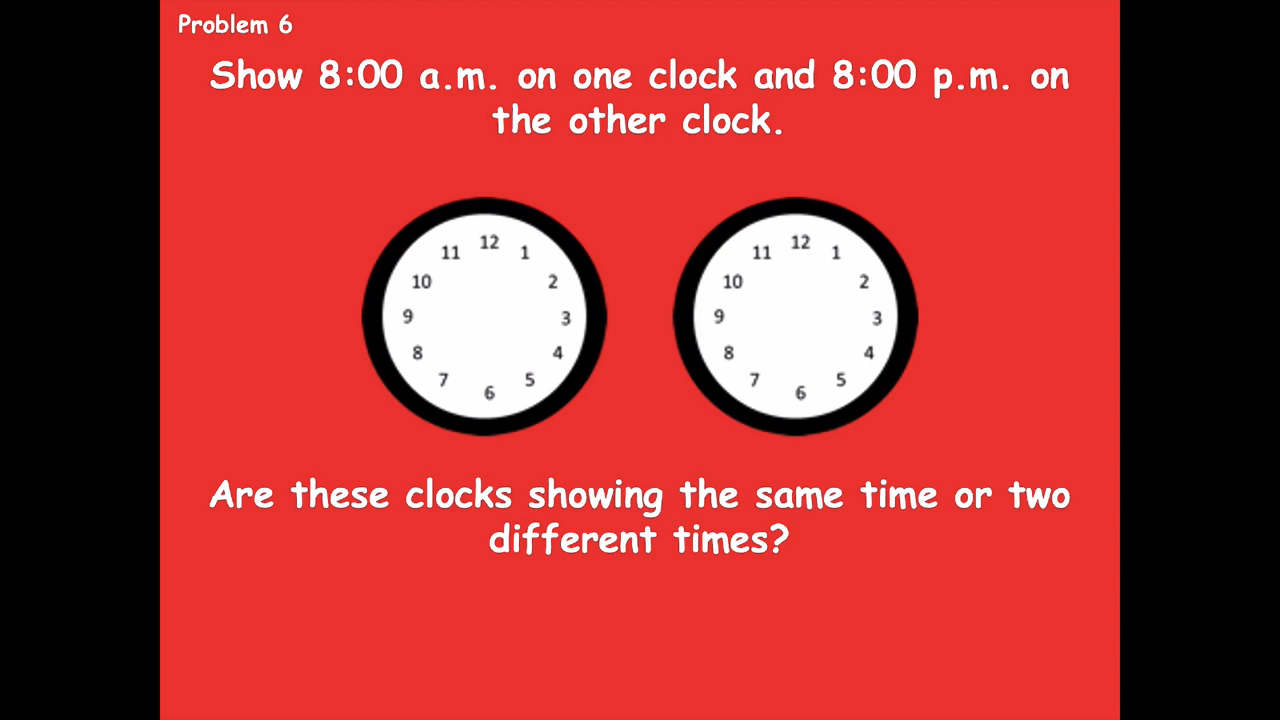 Problem 6
Show 8:00 a.m. on one clock and 8:00 p.m. on
the other clock.
12
11 1
10 2
9 3
8 4
7 5
6
12
11 1
10 2
9 3
8 4
7 5
6
Are these clocks showing the same time or two
different times?